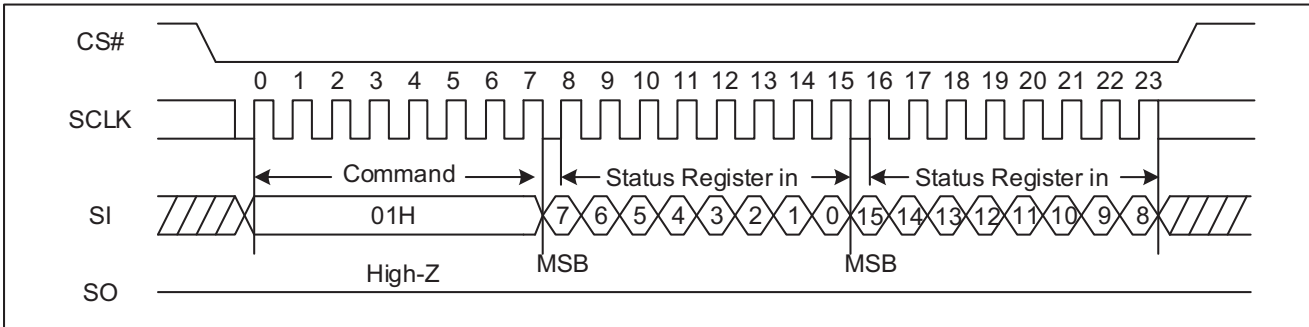 CS#
0 1 2 3 4 5 6 7 8 9 10 11 12 13 14 15 16 17 18 19 20 21 22 23
SCLK
Command Status Register in Status Register in
SI 01H 7 6 5 4 3 2 1 0 15 14 13 12 11 10 9 8
High-Z MSB MSB
SO